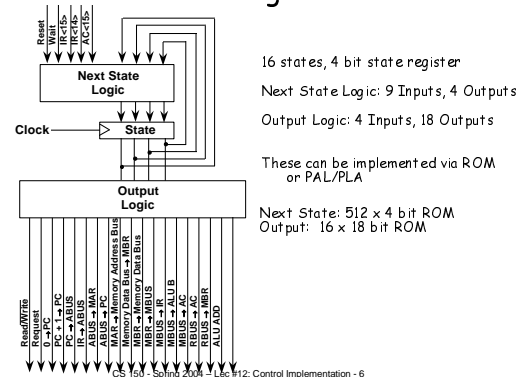 Reset
Wait
IR<15>
IR<14>
AC<15>
Next State
Logic
Clock
State
Output
Logic
Read/Write
Request
0→PC
PC + 1→PC
PC→ABUS
IR→ABUS
ABUS→MAR
ABUS→PC
MAR→Memory Address Bus
Memory Data Bus→MBR
MBR→Memory Data Bus
MBR→MBUS
MBUS→IR
MBUS→ALU B
MBUS→AC
RBUS→AC
RBUS→MBR
ALU ADD
16 states, 4 bit state register
Next State Logic: 9 Inputs, 4 Outputs
Output Logic: 4 Inputs, 18 Outputs
These can be implemented via ROM
or PAL/PLA
Next State: 512 x 4 bit ROM
Output: 16 x 18 bit ROM
CS 150 - Spring 2004 – Lec #12: Control Implementation - 6